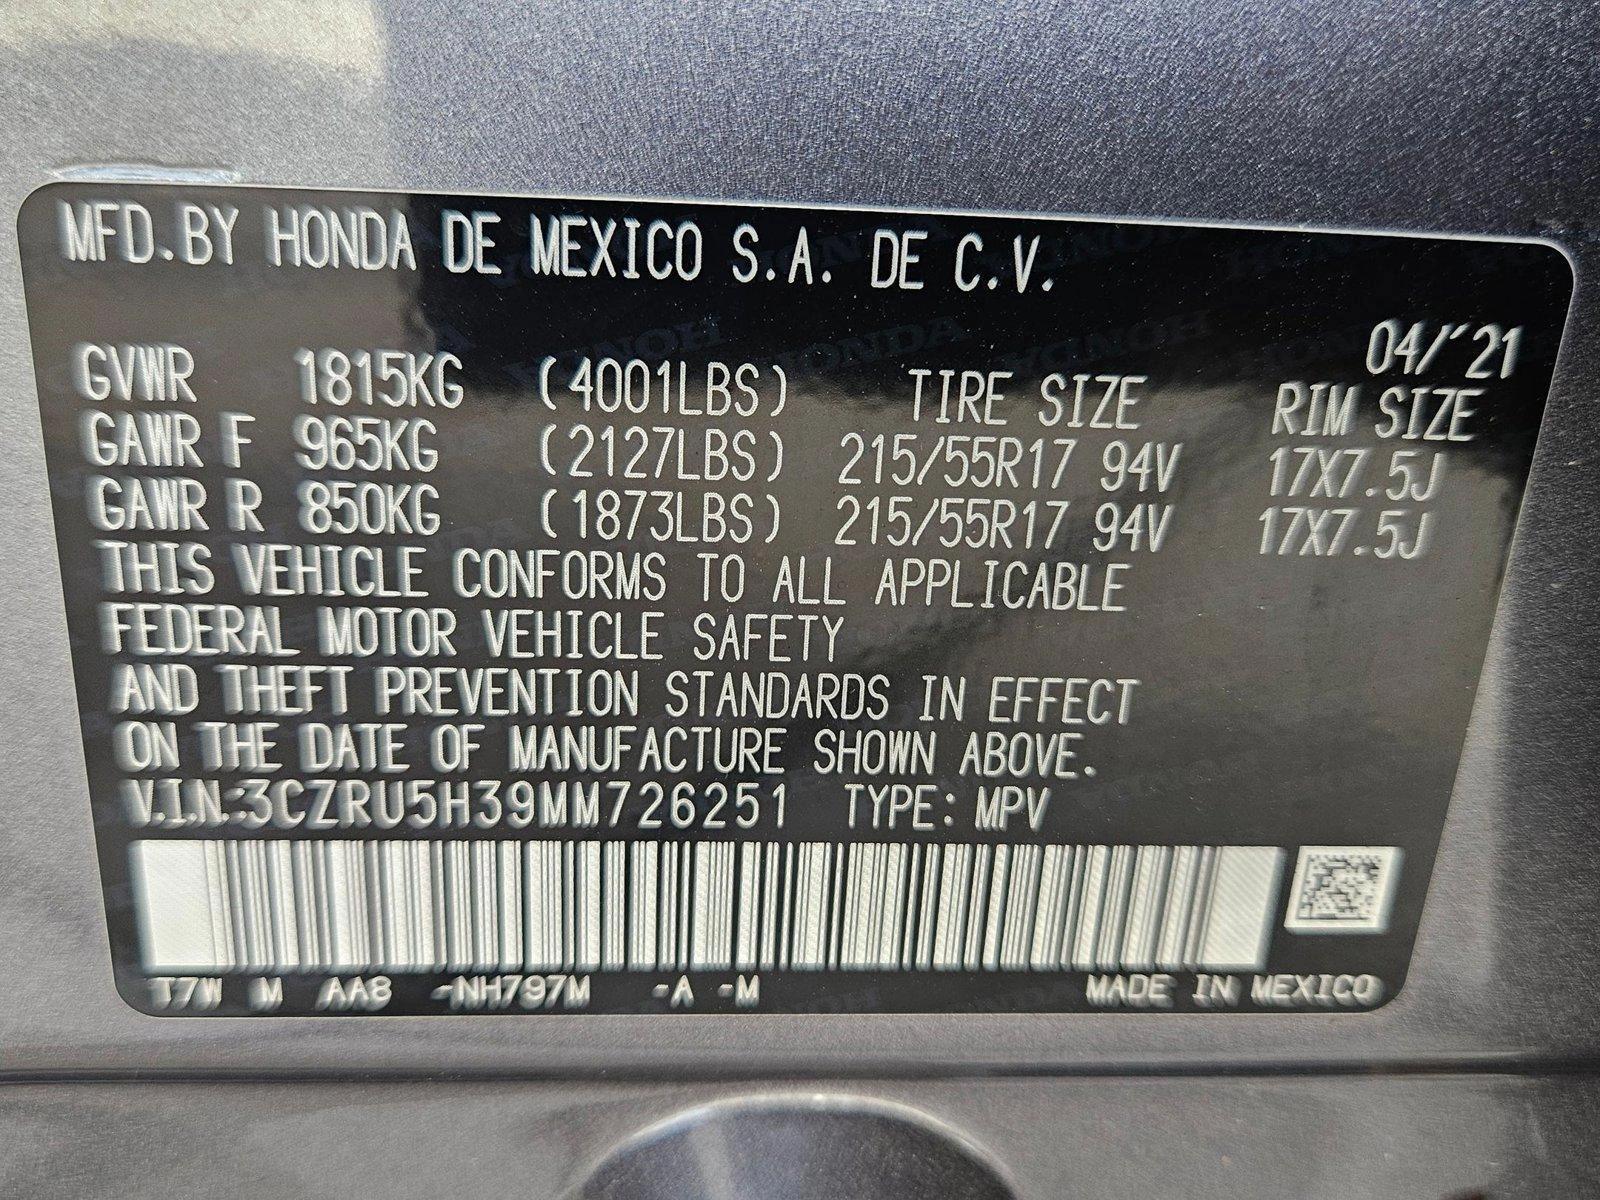 MFD.BY HONDA DE MEXICO S.A. DE C.V.
04/'21
GVWR 1815KG (4001LBS) TIRE SIZE RIM SIZE
GAWR F 965KG (2127LBS) 215/55R17 94V 17X7.5J
GAWR R 850KG (1873LBS) 215/55R17 94V 17X7.5J
THIS VEHICLE CONFORMS TO ALL APPLICABLE
FEDERAL MOTOR VEHICLE SAFETY
AND THEFT PREVENTION STANDARDS IN EFFECT
ON THE DATE OF MANUFACTURE SHOWN ABOVE.
V.I.N.:3CZRU5H39MM726251 TYPE: MPV
T7W M AA8 -NH797M -A -M MADE IN MEXICO